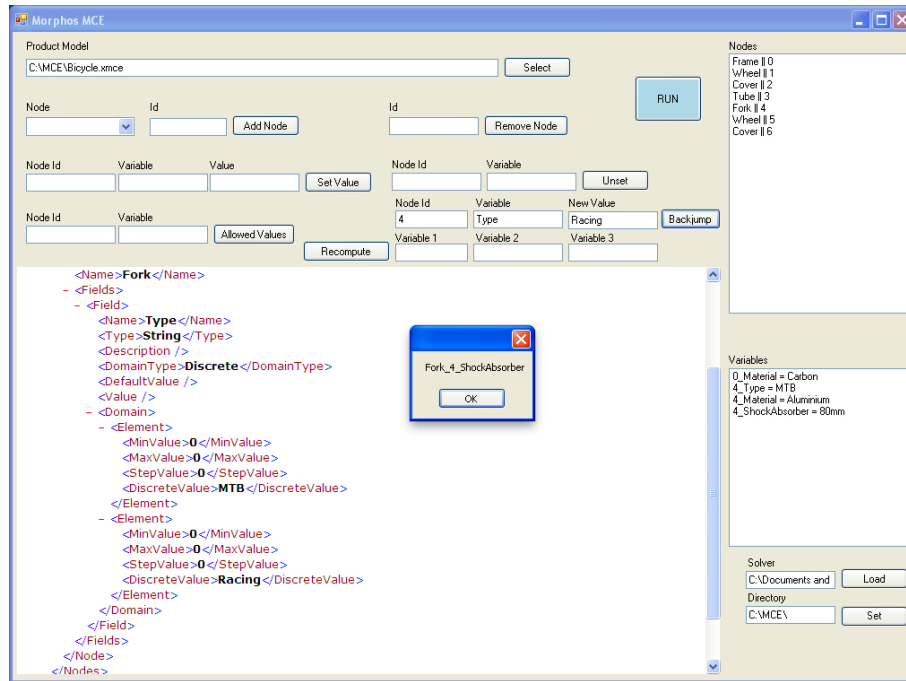 Morphos MCE
Product Model
C:\MCE\Bicycle.xmce
Select
RUN
Node Id Id
Add Node Remove Node
Node Id Variable Value
Set Value
Node Id Variable
Unset
Node Id Variable New Value
4 Type Racing Backjump
Node Id Variable
Allowed Values
Variable 1 Variable 2 Variable 3
Recompute
<Name>Fork</Name>
- <Fields>
- <Field>
<Name>Type</Name>
<Type>String</Type>
<Description />
<DomainType>Discrete</DomainType>
<DefaultValue />
<Value />
- <Domain>
- <Element>
<MinValue>0</MinValue>
<MaxValue>0</MaxValue>
<StepValue>0</StepValue>
<DiscreteValue>MTB</DiscreteValue>
</Element>
- <Element>
<MinValue>0</MinValue>
<MaxValue>0</MaxValue>
<StepValue>0</StepValue>
<DiscreteValue>Racing</DiscreteValue>
</Element>
</Domain>
</Field>
</Fields>
</Node>
</Nodes>
Fork_4_ShockAbsorber
OK
Nodes
Frame || 0
Wheel || 1
Cover || 2
Tube || 3
Fork || 4
Wheel || 5
Cover || 6
Variables
0_Material = Carbon
4_Type = MTB
4_Material = Aluminium
4_ShockAbsorber = 80mm
Solver
C:\Documents and Load
Directory
C:\MCE\ Set